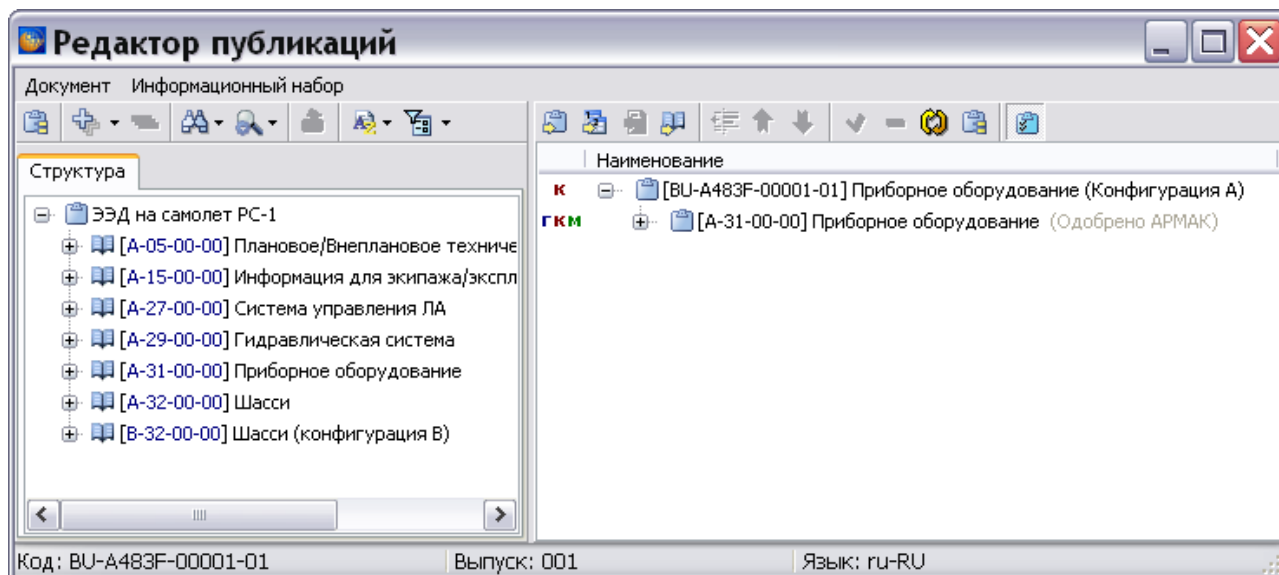 Редактор публикаций
Документ Информационный набор
Структура
ЭЭД на самолет РС-1
[A-05-00-00] Плановое/Внеплановое техниче
[A-15-00-00] Информация для экипажа/экспл
[A-27-00-00] Система управления ЛА
[A-29-00-00] Гидравлическая система
[A-31-00-00] Приборное оборудование
[A-32-00-00] Шасси
[B-32-00-00] Шасси (конфигурация В)
Наименование
К [BU-A483F-00001-01] Приборное оборудование (Конфигурация А)
ГКМ [A-31-00-00] Приборное оборудование (Одобрено АРМАК)
Код: BU-A483F-00001-01 Выпуск: 001 Язык: ru-RU